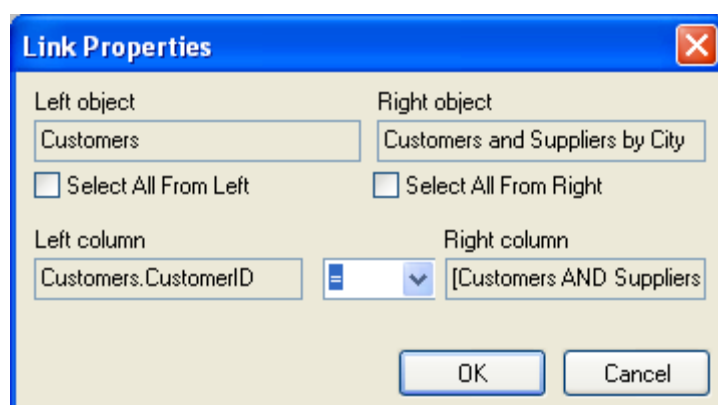 Link Properties
Left object
Right object
Customers
Customers and Suppliers by City
Select All From Left
Select All From Right
Left column
Right column
Customers.CustomerID
=
[Customers AND Suppliers
OK
Cancel